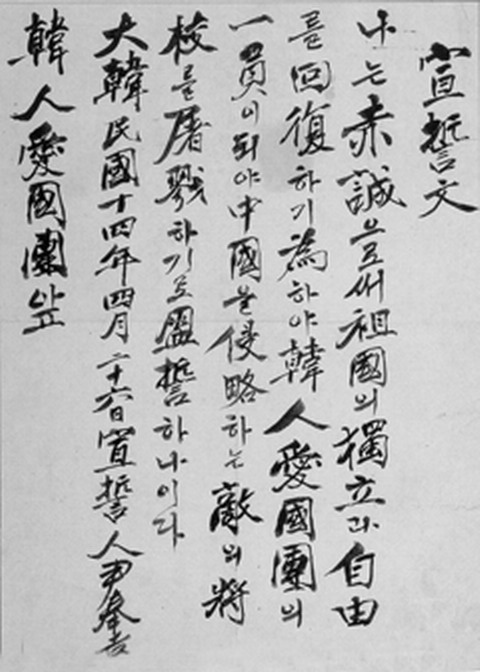 宣誓文
나는赤誠으로써祖國의獨立과自由
를回復하기爲하야韓人愛國團의
一員이되야中國을侵略하는敵의將
校를屠戮하기로盟誓하나이다
大韓民國十四年四月二十六日宣誓人尹奉吉
韓人愛國團앞